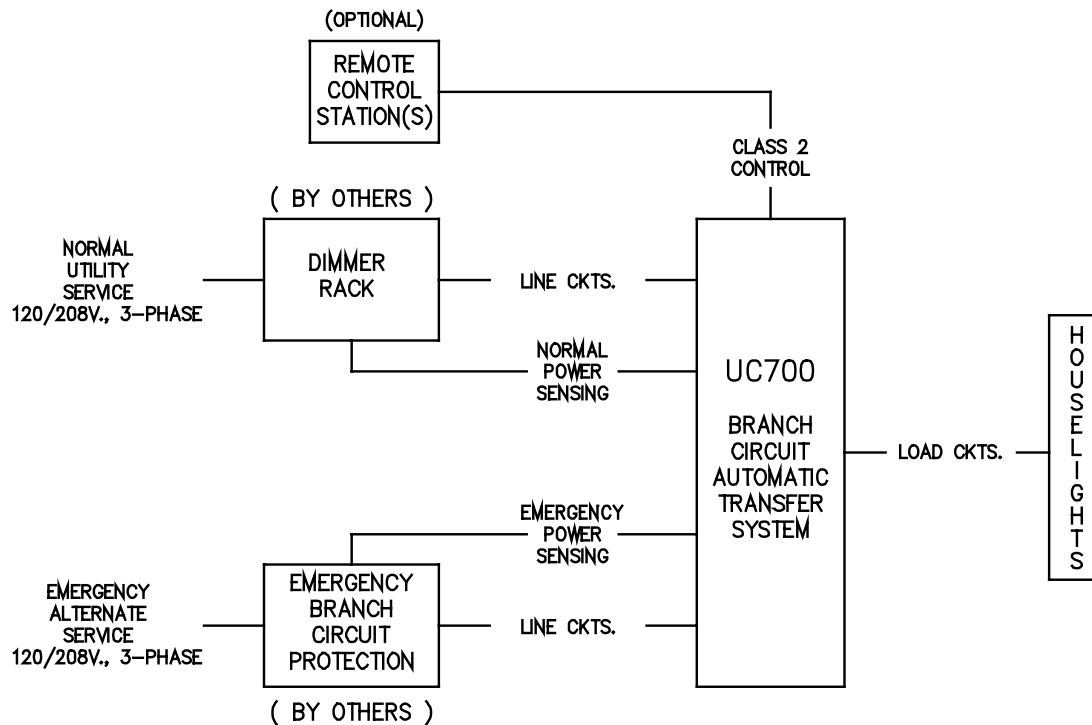 (OPTIONAL)
REMOTE
CONTROL
STATION(S)
CLASS 2
CONTROL
( BY OTHERS )
NORMAL
UTILITY
SERVICE
120/208V., 3-PHASE
DIMMER
RACK
LINE CKTS.
NORMAL
POWER
SENSING
UC700
BRANCH
CIRCUIT
AUTOMATIC
TRANSFER
SYSTEM
LOAD CKTS.
HOUSELIGHTS
EMERGENCY
POWER
SENSING
EMERGENCY
ALTERNATE
SERVICE
120/208V., 3-PHASE
EMERGENCY
BRANCH
CIRCUIT
PROTECTION
LINE CKTS.
( BY OTHERS )